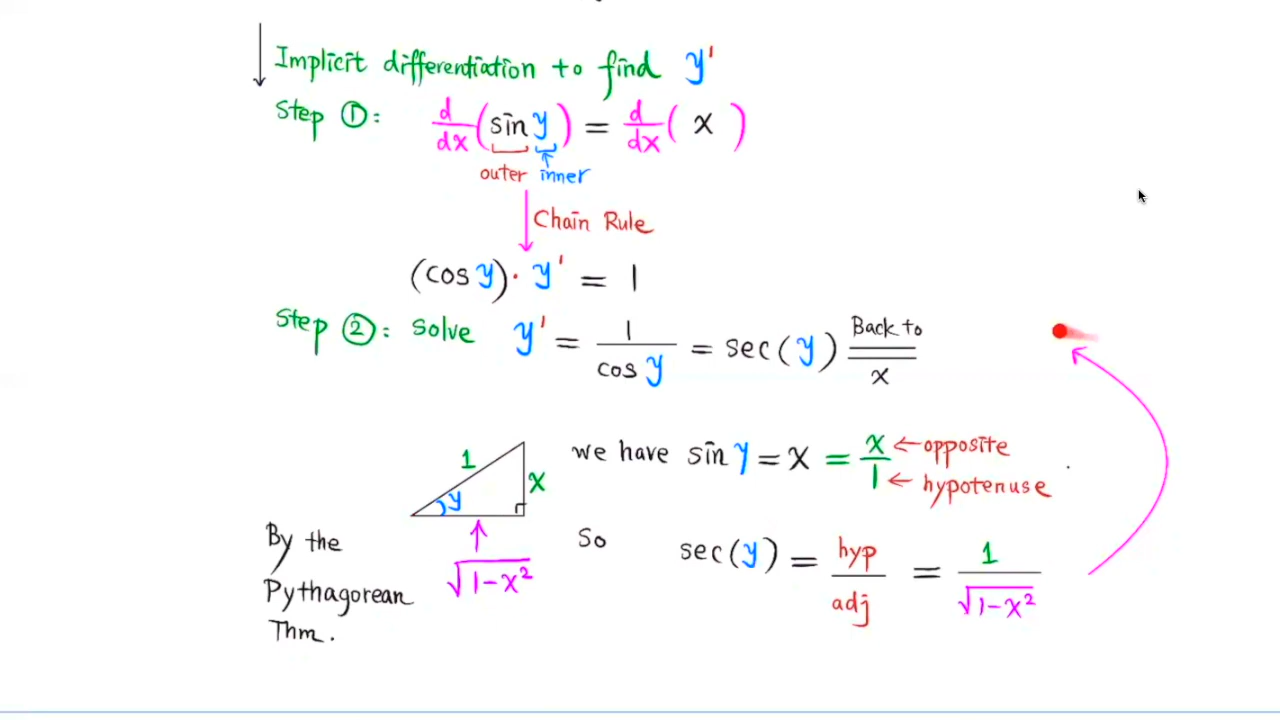 Implicit differentiation to find y'
Step ①: d/dx (sin y) = d/dx ( x )
outer inner
Chain Rule
(cos y) · y' = 1
Step ②: solve y' = 1/cos y = sec(y) Back to x
we have sin y = x = x/1 ← opposite ← hypotenuse
1 y x
By the Pythagorean Thm. √(1-x²)
So sec(y) = hyp/adj = 1/√(1-x²)